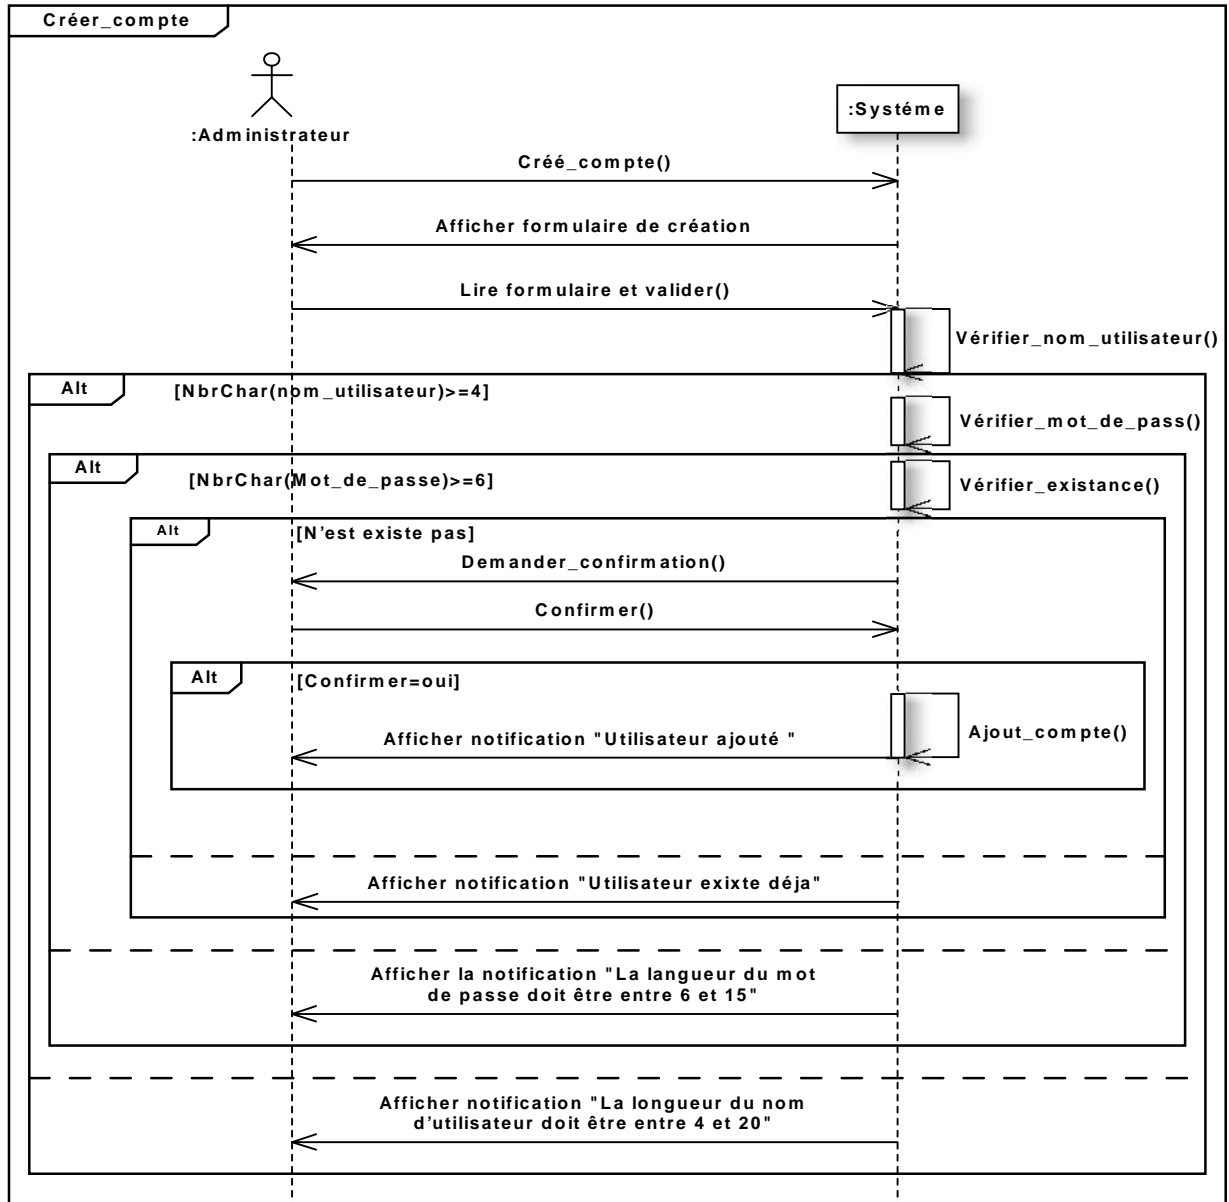 Créer_compte
:Systéme
:Administrateur
Créé_compte()
Afficher formulaire de création
Lire formulaire et valider()
Vérifier_nom_utilisateur()
Alt
[NbrChar(nom_utilisateur)>=4]
Vérifier_mot_de_pass()
Alt
[NbrChar(Mot_de_passe)>=6]
Vérifier_existance()
Alt
[N'est existe pas]
Demander_confirmation()
Confirmer()
Alt
[Confirmer=oui]
Ajout_compte()
Afficher notification "Utilisateur ajouté "
Afficher notification "Utilisateur exixte déja"
Afficher la notification "La langueur du mot
de passe doit être entre 6 et 15"
Afficher notification "La longueur du nom
d'utilisateur doit être entre 4 et 20"